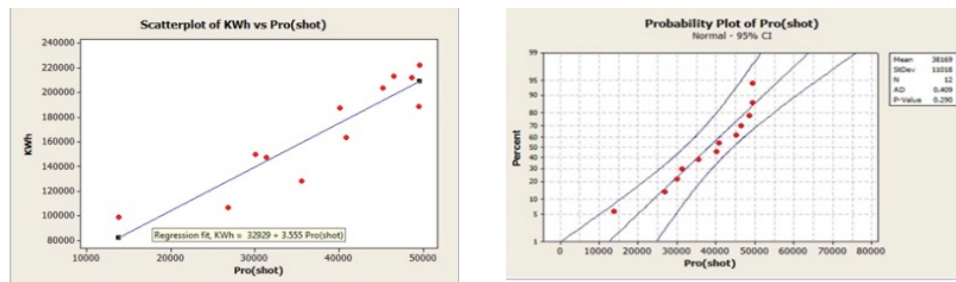 Scatterplot of KWh vs Pro(shot)
240000
220000
200000
180000
160000
140000
120000
100000
80000
KWh
Regression fit, KWh = 32929 + 3.555 Pro(shot)
10000 20000 30000 40000 50000
Pro(shot)
Probability Plot of Pro(shot)
Normal - 95% CI
99
95
90
80
70
60
50
40
30
20
10
5
1
Percent
0 10000 20000 30000 40000 50000 60000 70000 80000
Pro(shot)
Mean 38169
StDev 11018
N 12
AD 0.409
P-Value 0.290